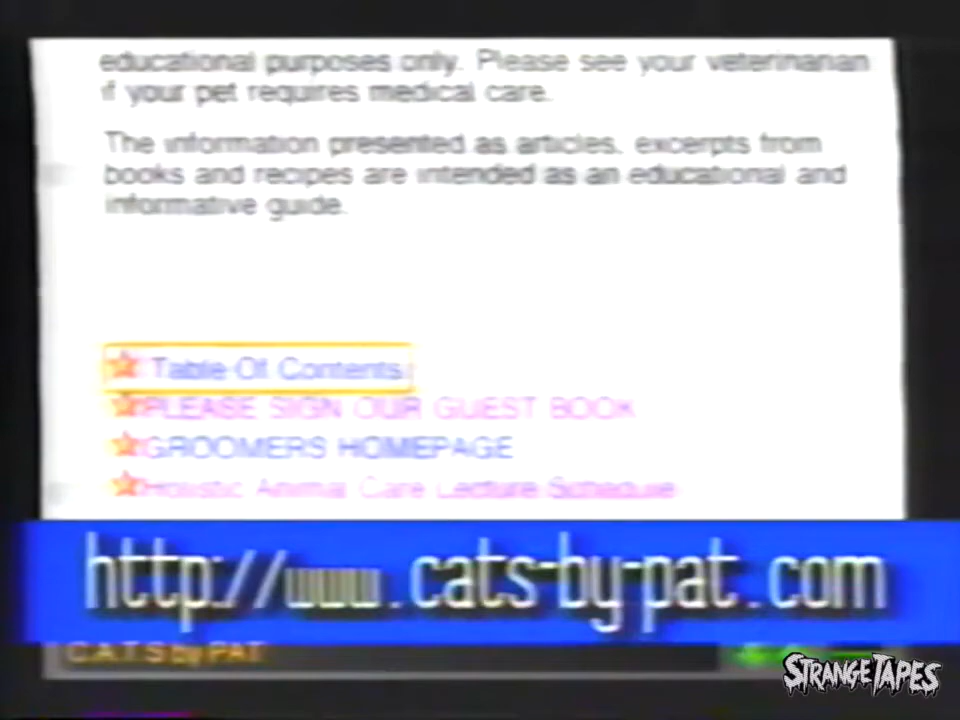 educational purposes only. Please see your veterinarian
if your pet requires medical care.
The information presented as articles, excerpts from
books and recipes are intended as an educational and
informative guide.
Table Of Contents
PLEASE SIGN OUR GUEST BOOK
GROOMERS HOMEPAGE
Holistic Animal Care Lecture Schedule
http://www.cats-by-pat.com
C.A.T.S by PAT
STRANGE TAPES